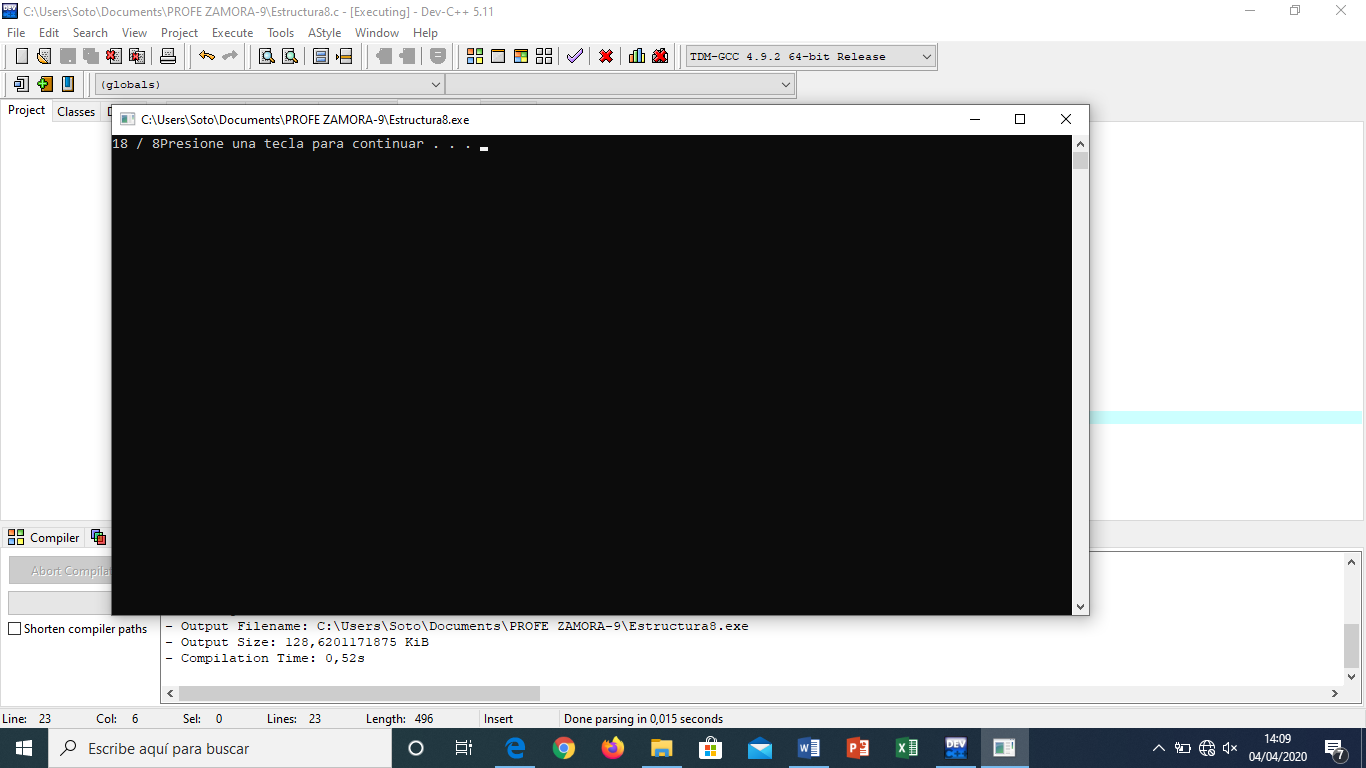 C:\Users\Soto\Documents\PROFE ZAMORA-9\Estructura8.c - [Executing] - Dev-C++ 5.11
File Edit Search View Project Execute Tools AStyle Window Help
TDM-GCC 4.9.2 64-bit Release
(globals)
Project Classes
C:\Users\Soto\Documents\PROFE ZAMORA-9\Estructura8.exe
18 / 8Presione una tecla para continuar . . .
Compiler
Abort Compilat
Shorten compiler paths
- Output Filename: C:\Users\Soto\Documents\PROFE ZAMORA-9\Estructura8.exe
- Output Size: 128,6201171875 KiB
- Compilation Time: 0,52s
Line: 23 Col: 6 Sel: 0 Lines: 23 Length: 496 Insert Done parsing in 0,015 seconds
Escribe aquí para buscar
DEV
14:09
04/04/2020
7